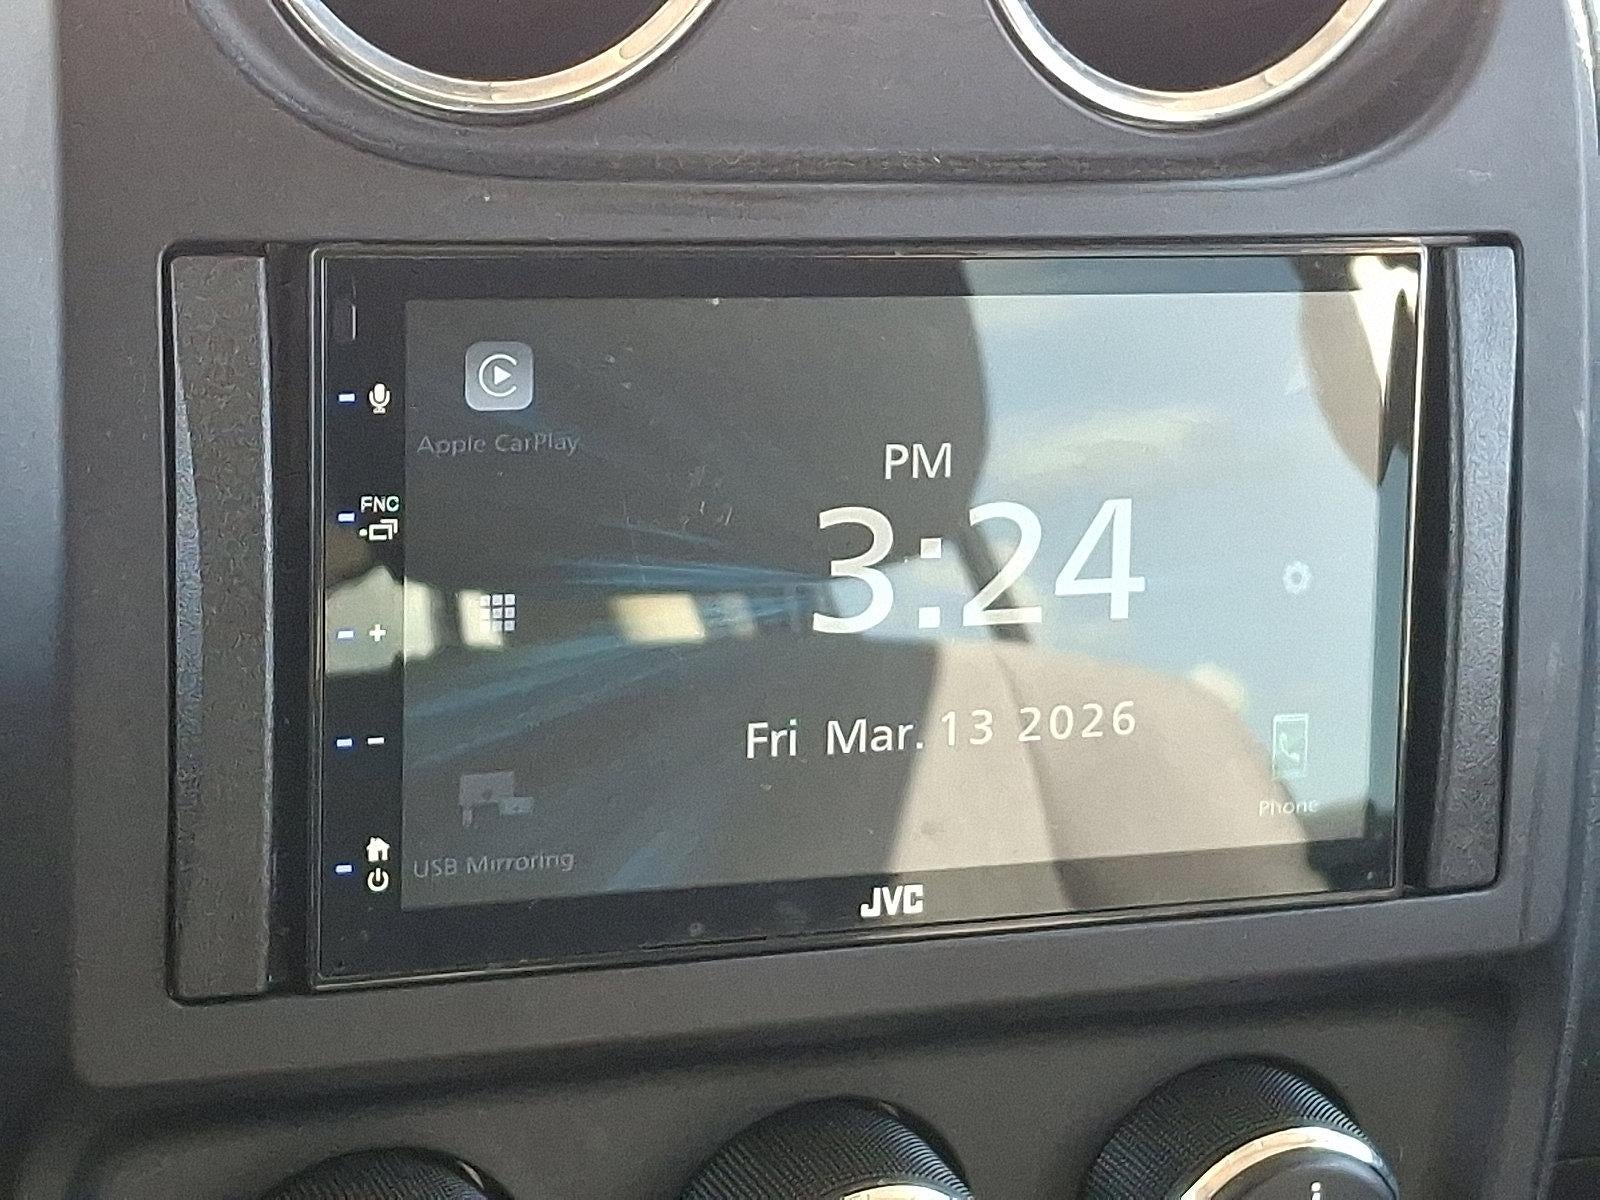 Apple CarPlay
FNC
PM
3:24
Fri Mar. 13 2026
Phone
USB Mirroring
JVC